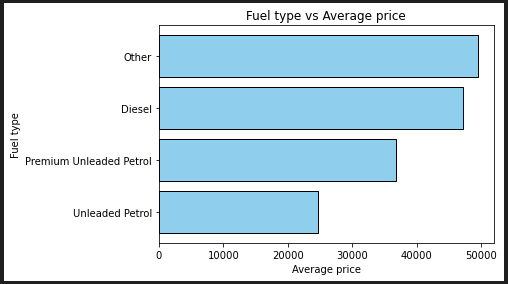 Fuel type vs Average price
Other
Diesel
Premium Unleaded Petrol
Unleaded Petrol
Fuel type
0 10000 20000 30000 40000 50000
Average price